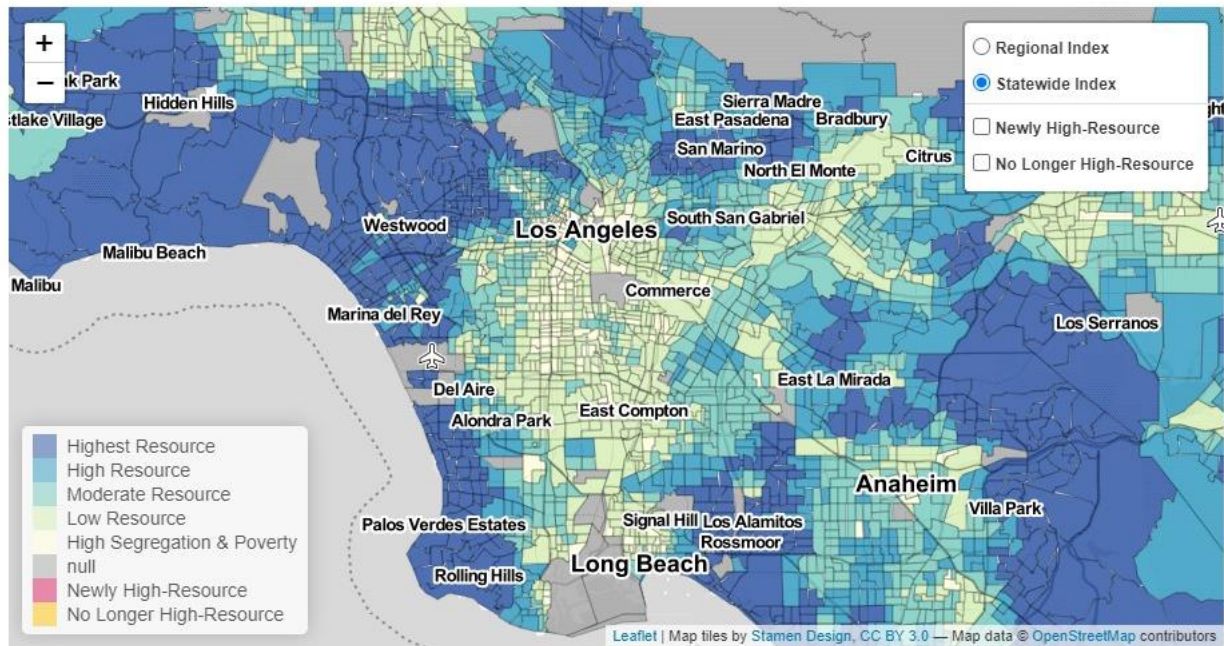 +
−
ak Park
Hidden Hills
stlake Village
Malibu Beach
Malibu
Westwood
Marina del Rey
Los Angeles
Sierra Madre
East Pasadena
Bradbury
San Marino
Citrus
North El Monte
South San Gabriel
Commerce
Los Serranos
Del Aire
East La Mirada
Alondra Park
East Compton
Anaheim
Villa Park
Palos Verdes Estates
Signal Hill
Los Alamitos
Rossmoor
Long Beach
Rolling Hills
Regional Index
Statewide Index
Newly High-Resource
No Longer High-Resource
Highest Resource
High Resource
Moderate Resource
Low Resource
High Segregation & Poverty
null
Newly High-Resource
No Longer High-Resource
Leaflet | Map tiles by Stamen Design, CC BY 3.0 — Map data © OpenStreetMap contributors